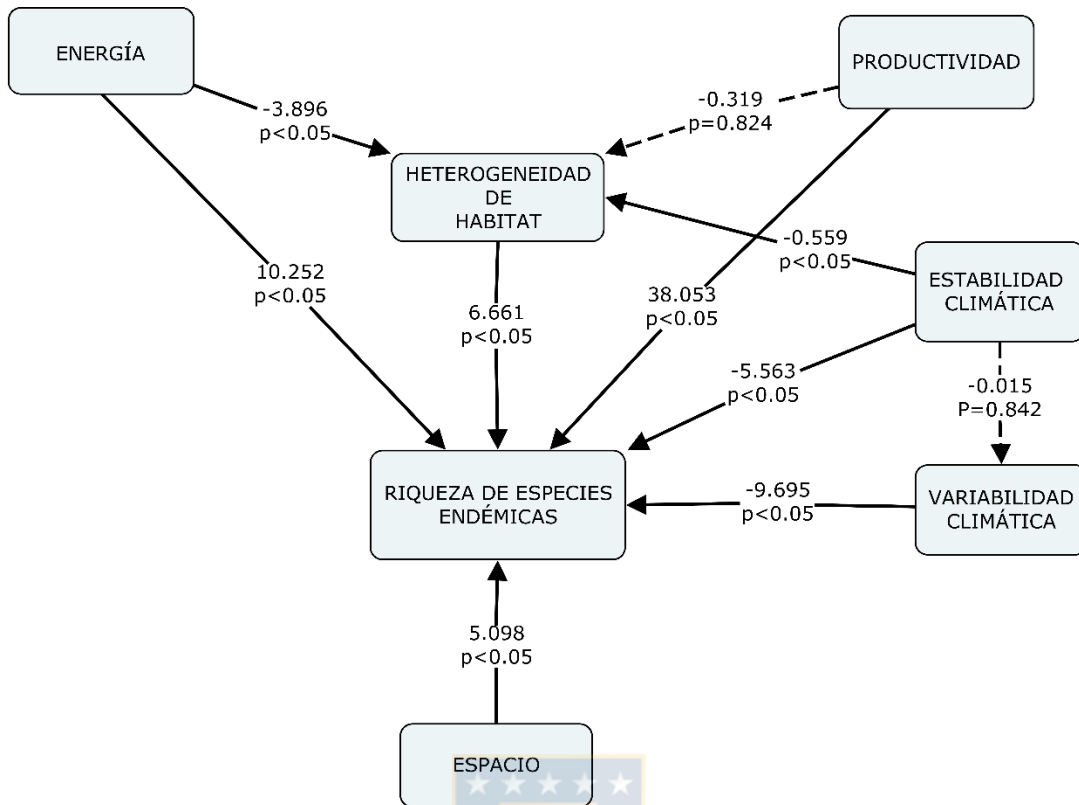 ENERGÍA
PRODUCTIVIDAD
-3.896
p<0.05
-0.319
p=0.824
HETEROGENEIDAD
DE
HABITAT
-0.559
p<0.05
10.252
p<0.05
6.661
p<0.05
38.053
p<0.05
ESTABILIDAD
CLIMÁTICA
-5.563
p<0.05
-0.015
P=0.842
RIQUEZA DE ESPECIES
ENDÉMICAS
-9.695
p<0.05
VARIABILIDAD
CLIMÁTICA
5.098
p<0.05
ESPACIO